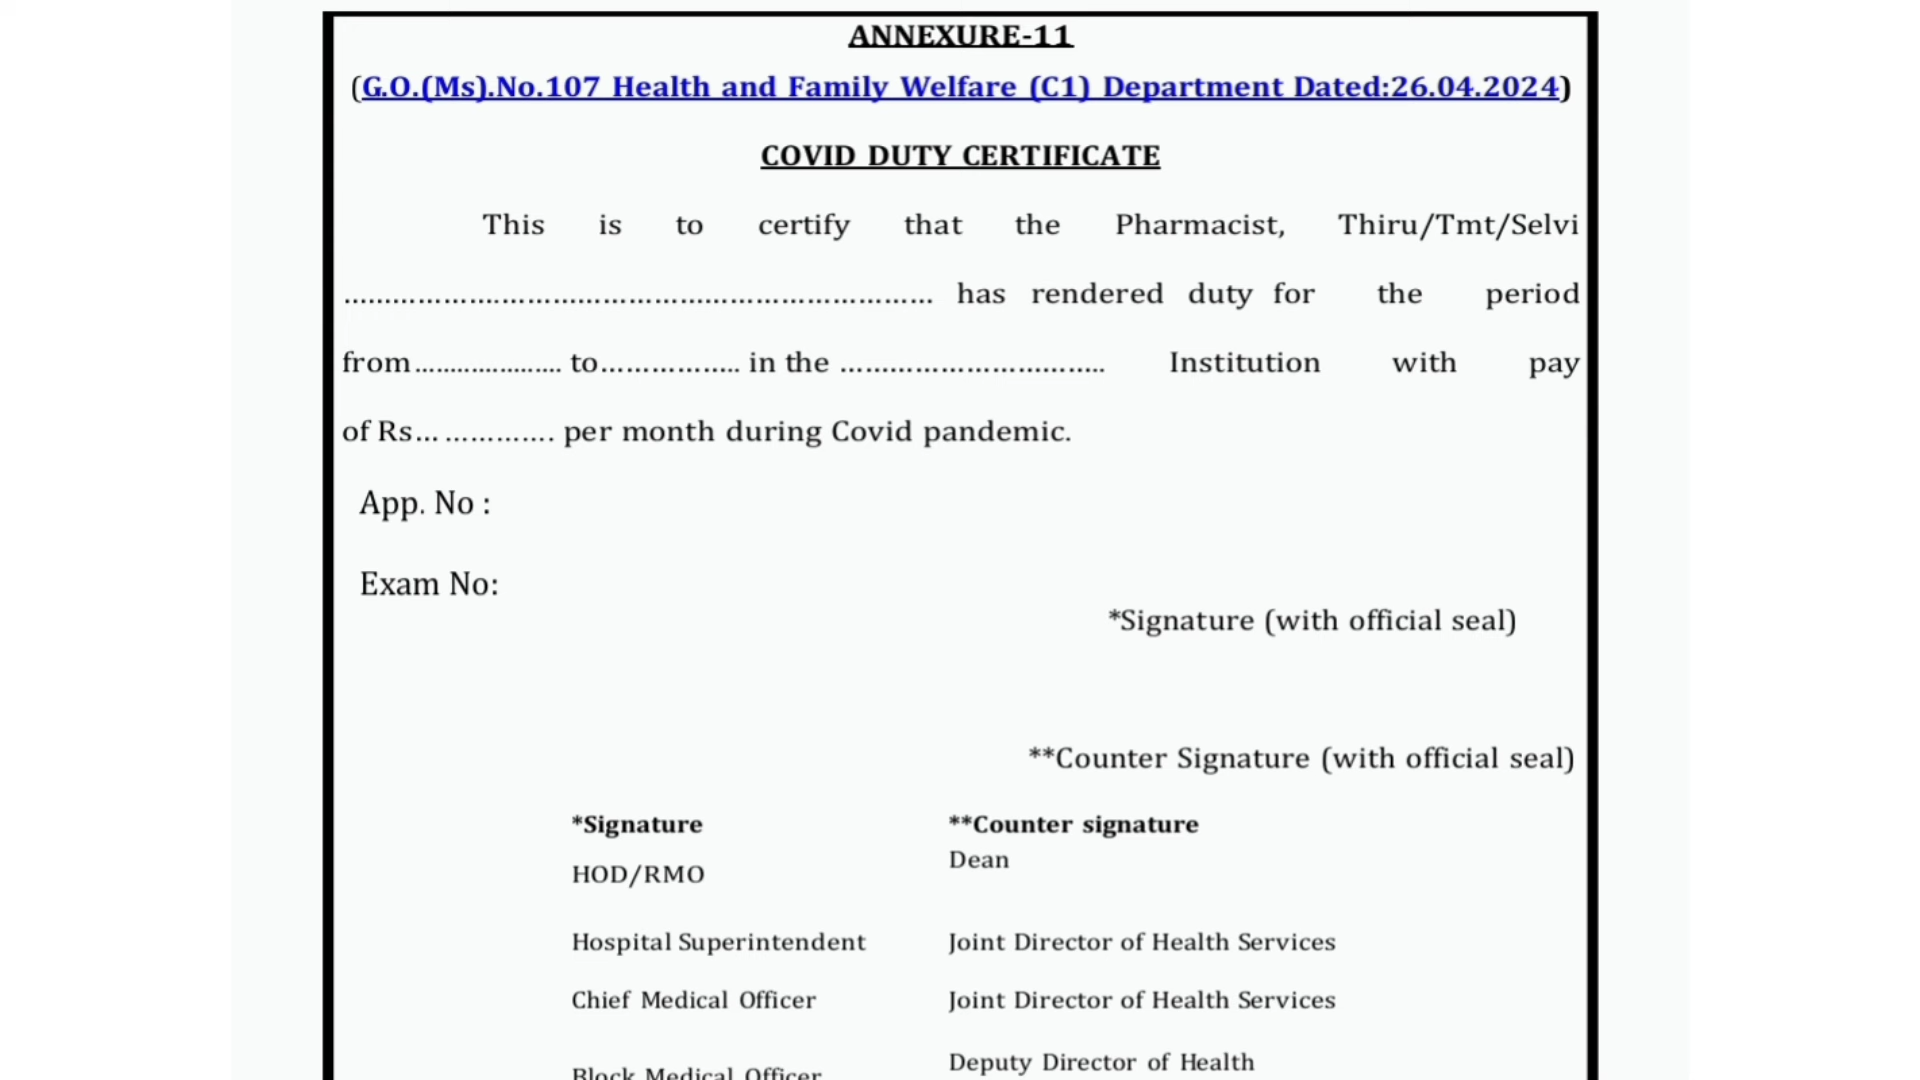 ANNEXURE-11
(G.O.(Ms).No.107 Health and Family Welfare (C1) Department Dated:26.04.2024)
COVID DUTY CERTIFICATE
This is to certify that the Pharmacist, Thiru/Tmt/Selvi
…………………………………………………………… has rendered duty for the period
from.................... to…………….. in the ………………………….. Institution with pay
of Rs… …………. per month during Covid pandemic.
App. No :
Exam No:
*Signature (with official seal)
**Counter Signature (with official seal)
*Signature **Counter signature
HOD/RMO Dean
Hospital Superintendent Joint Director of Health Services
Chief Medical Officer Joint Director of Health Services
Block Medical Officer Deputy Director of Health